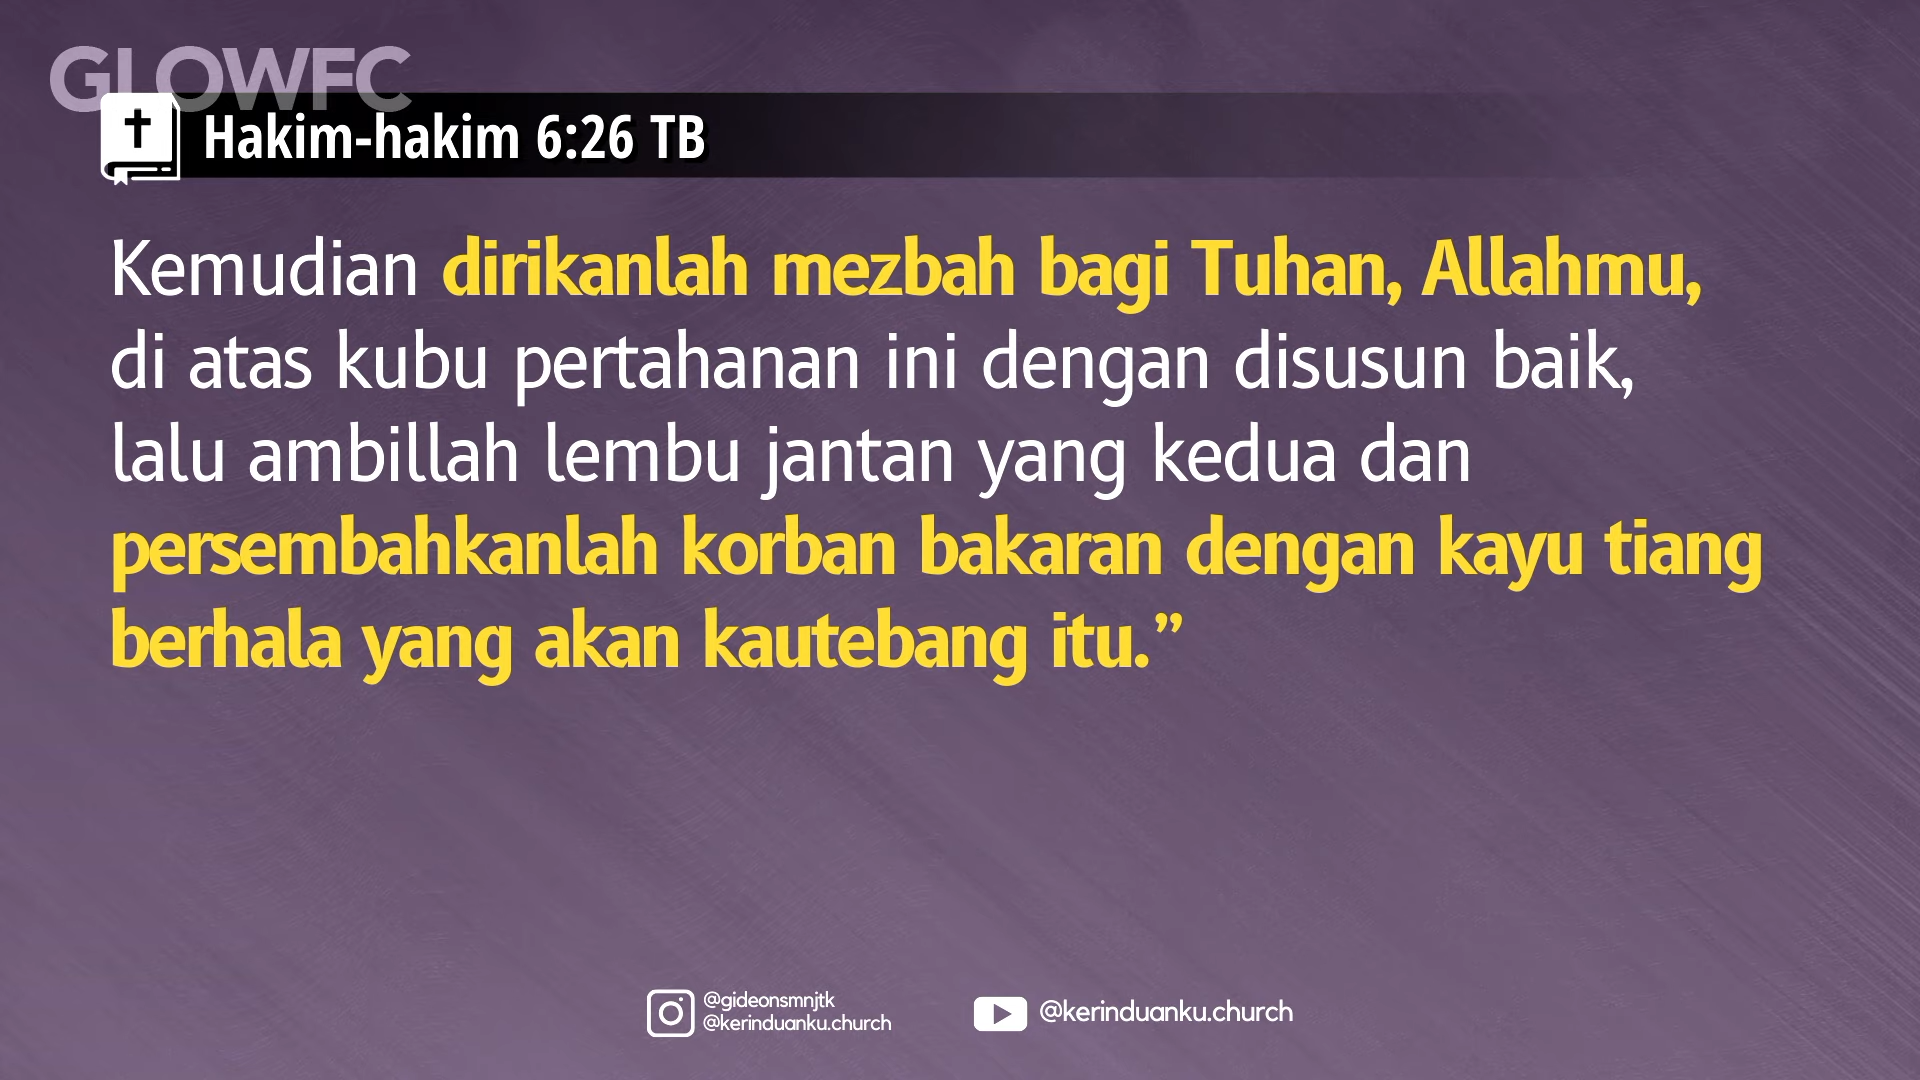 GLOWFC
Hakim-hakim 6:26 TB
Kemudian dirikanlah mezbah bagi Tuhan, Allahmu,
di atas kubu pertahanan ini dengan disusun baik,
lalu ambillah lembu jantan yang kedua dan
persembahkanlah korban bakaran dengan kayu tiang
berhala yang akan kautebang itu.”
@gideonsmnjtk
@kerinduanku.church
@kerinduanku.church